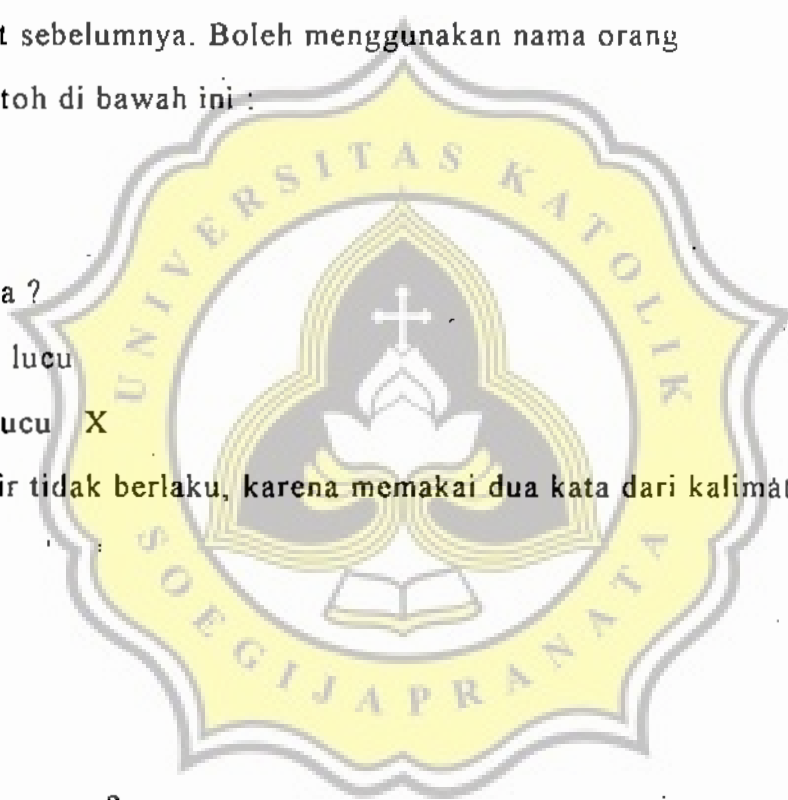 t sebelumnya. Boleh menggunakan nama orang
toh di bawah ini :
a ?
lucu
ucu X
ir tidak berlaku, karena memakai dua kata dari kalimat
UNIVERSITAS KATOLIK
SOEGIJAPRANATA